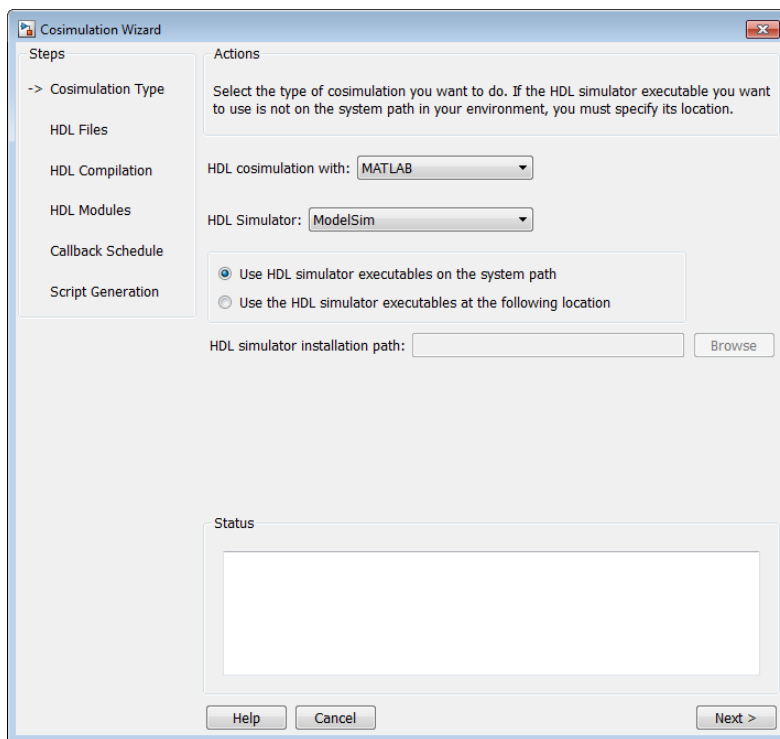 Cosimulation Wizard
Steps
-> Cosimulation Type
HDL Files
HDL Compilation
HDL Modules
Callback Schedule
Script Generation
Actions
Select the type of cosimulation you want to do. If the HDL simulator executable you want
to use is not on the system path in your environment, you must specify its location.
HDL cosimulation with: MATLAB
HDL Simulator: ModelSim
Use HDL simulator executables on the system path
Use the HDL simulator executables at the following location
HDL simulator installation path: Browse
Status
Help Cancel Next >